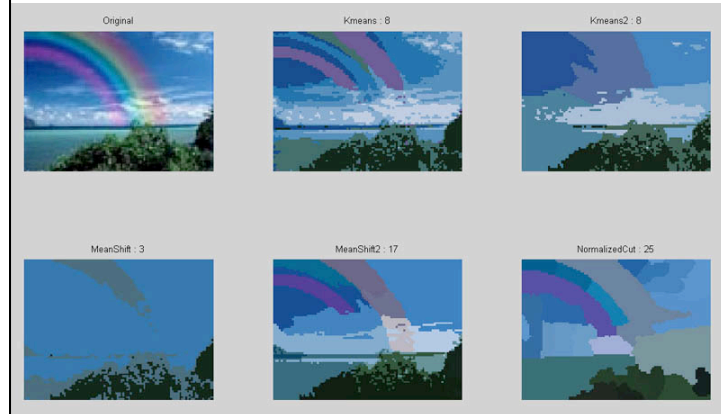 Original
Kmeans : 8
Kmeans2 : 8
MeanShift : 3
MeanShift2 : 17
NormalizedCut : 25